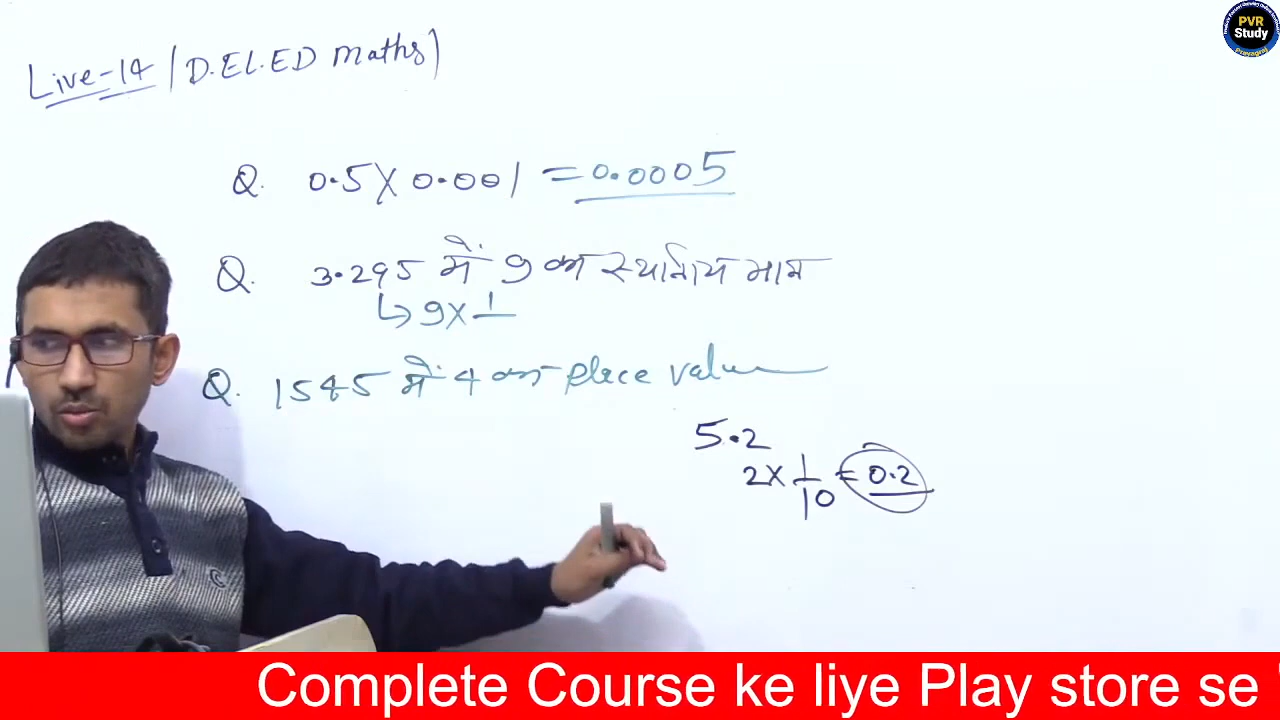 Live-14 / D.EL.ED Maths)
Q. 0.5 X 0.001 = 0.0005
Q. 3.295 में 9 का स्थानिय मान
↳ 9 X 1/
Q. 1545 में 4 का place value
5.2
2 X 1/10 = 0.2
PVR
Study
Prayagraj
Complete Course ke liye Play store se